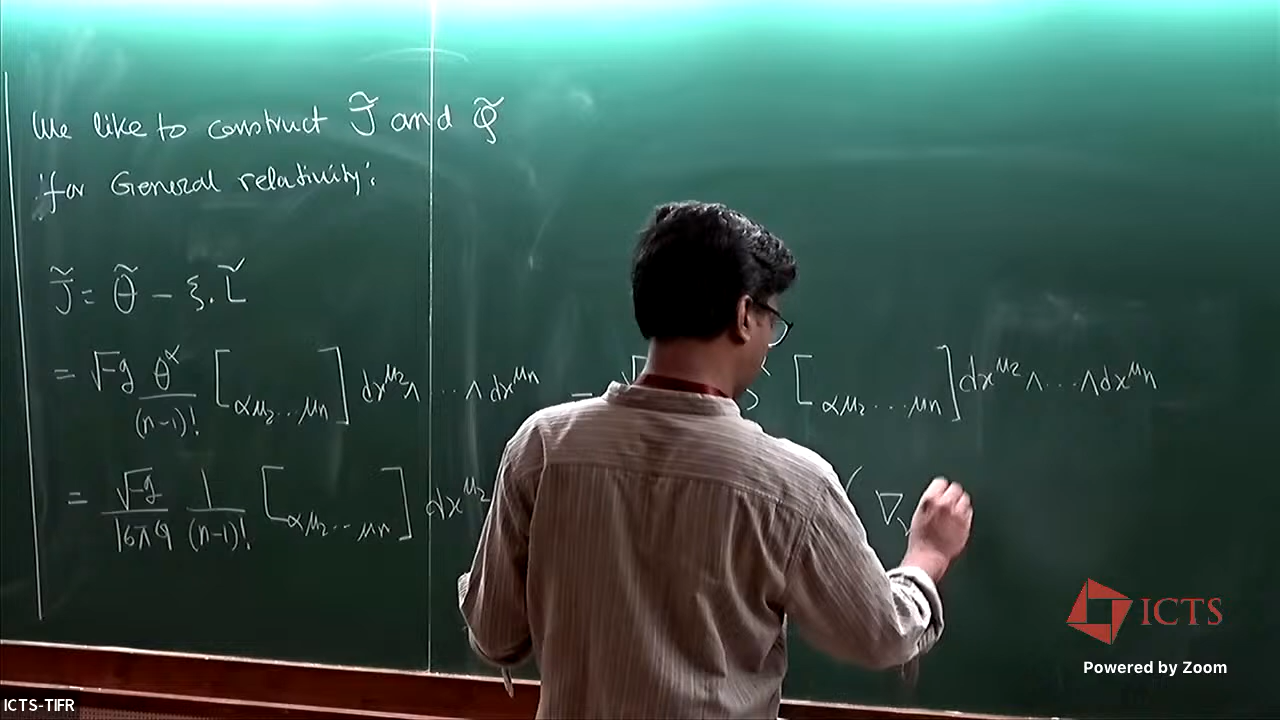 We like to construct J̃ and Q̃
for General relativity:
J̃ = θ̃ - ξ. L̃
= √-g θ^α/(n-1)! [αμ₂...μn] dx^μ₂ ∧ ... ∧ dx^μn - √ [αμ₂...μn] dx^μ₂ ∧ ... ∧ dx^μn
= √-g/16πG 1/(n-1)! [αμ₂...μn] dx^μ₂ ( ∇ν
ICTS
Powered by Zoom
ICTS-TIFR